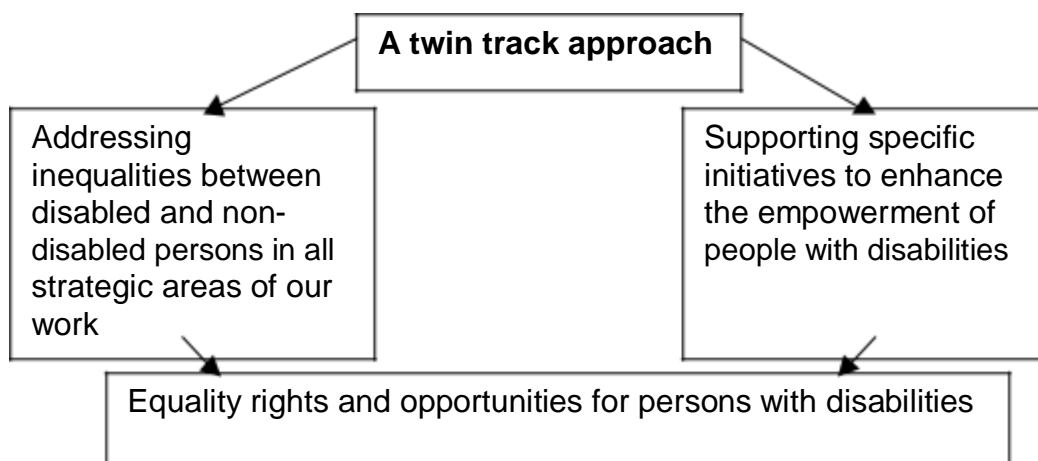 A twin track approach
Addressing
inequalities between
disabled and non-
disabled persons in all
strategic areas of our
work
Supporting specific
initiatives to enhance
the empowerment of
people with disabilities
Equality rights and opportunities for persons with disabilities